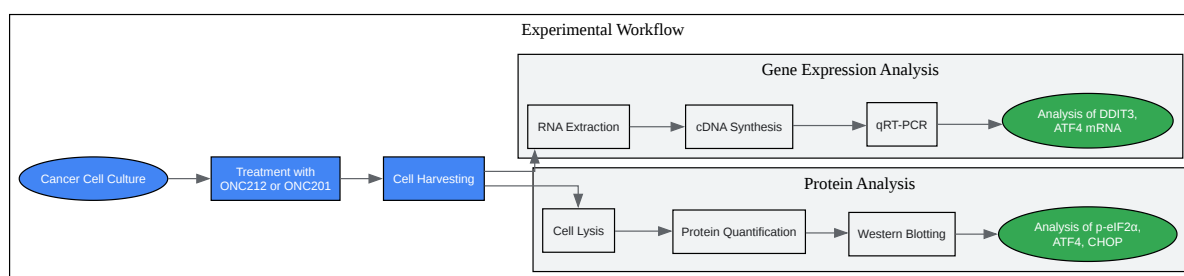 Experimental Workflow
Gene Expression Analysis
RNA Extraction
cDNA Synthesis
qRT-PCR
Analysis of DDIT3,
ATF4 mRNA
Cancer Cell Culture
Treatment with
ONC212 or ONC201
Cell Harvesting
Protein Analysis
Cell Lysis
Protein Quantification
Western Blotting
Analysis of p-eIF2α,
ATF4, CHOP